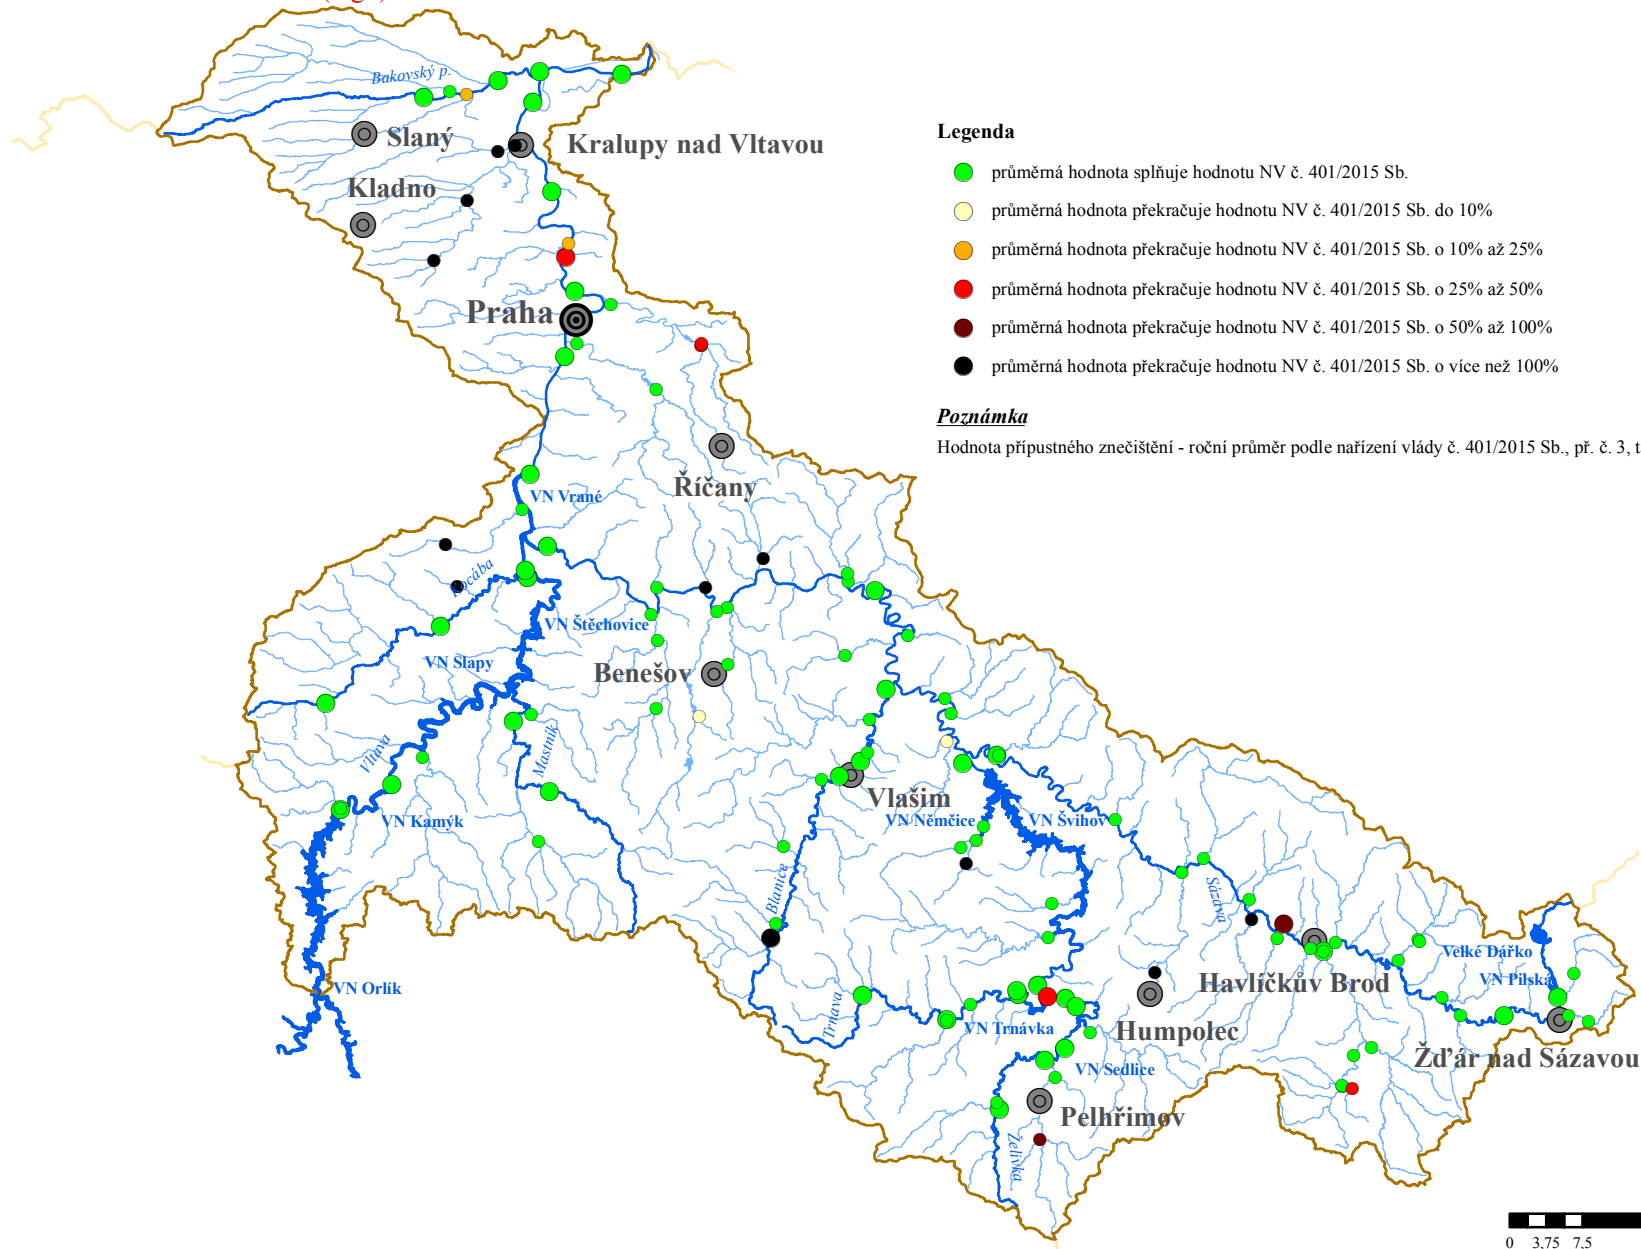 Bakovský p.
Slaný
Kralupy nad Vltavou
Kladno
Praha
Říčany
VN Vrané
Kocába
VN Štěchovice
VN Slapy
Benešov
Mastník
Vltava
VN Kamýk
Vlašim
VN Němčice
VN Švihov
Blanice
Sázava
VN Orlík
Trnava
VN Trnávka
Humpolec
Havlíčkův Brod
Velké Dářko
VN Pilská
Žďár nad Sázavou
VN Sedlice
Pelhřimov
Želivka
Legenda
průměrná hodnota splňuje hodnotu NV č. 401/2015 Sb.
průměrná hodnota překračuje hodnotu NV č. 401/2015 Sb. do 10%
průměrná hodnota překračuje hodnotu NV č. 401/2015 Sb. o 10% až 25%
průměrná hodnota překračuje hodnotu NV č. 401/2015 Sb. o 25% až 50%
průměrná hodnota překračuje hodnotu NV č. 401/2015 Sb. o 50% až 100%
průměrná hodnota překračuje hodnotu NV č. 401/2015 Sb. o více než 100%
Poznámka
Hodnota přípustného znečištění - roční průměr podle nařízení vlády č. 401/2015 Sb., př. č. 3, t
0 3,75 7,5